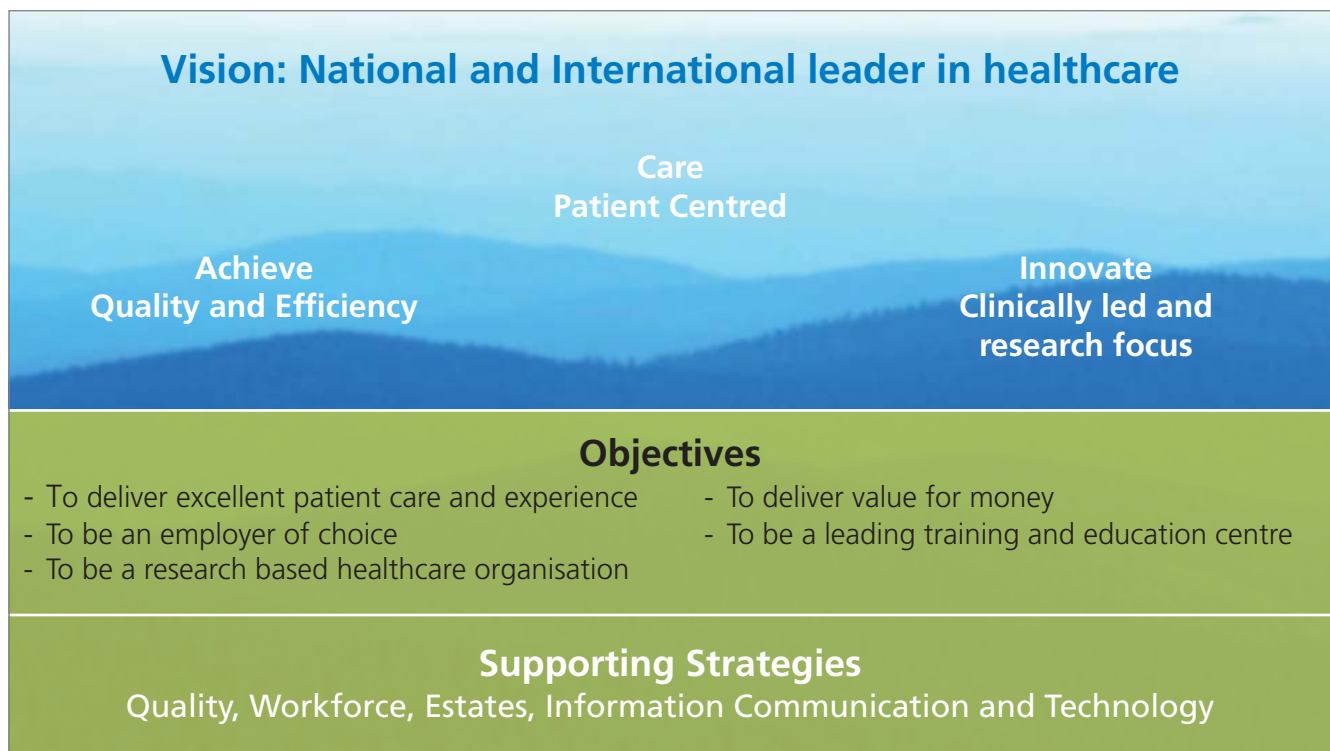 Vision: National and International leader in healthcare
Care
Patient Centred
Achieve
Quality and Efficiency
Innovate
Clinically led and
research focus
Objectives
- To deliver excellent patient care and experience
- To be an employer of choice
- To be a research based healthcare organisation
- To deliver value for money
- To be a leading training and education centre
Supporting Strategies
Quality, Workforce, Estates, Information Communication and Technology